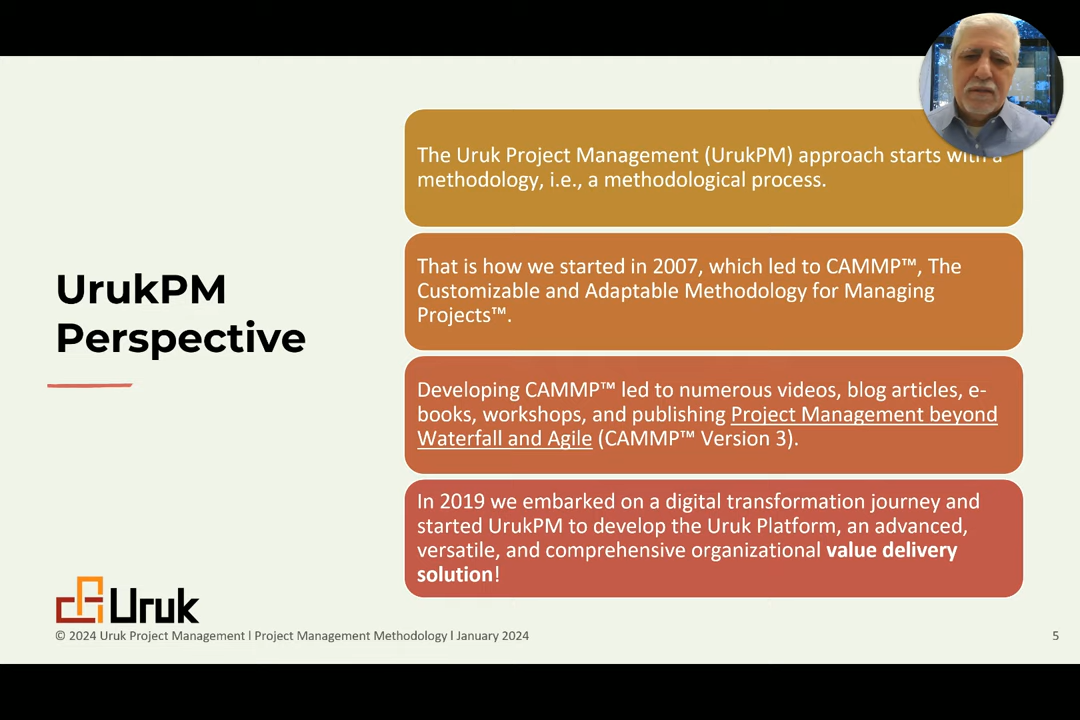 UrukPM
Perspective
The Uruk Project Management (UrukPM) approach starts with a
methodology, i.e., a methodological process.
That is how we started in 2007, which led to CAMMP™, The
Customizable and Adaptable Methodology for Managing
Projects™.
Developing CAMMP™ led to numerous videos, blog articles, e-
books, workshops, and publishing Project Management beyond
Waterfall and Agile (CAMMP™ Version 3).
In 2019 we embarked on a digital transformation journey and
started UrukPM to develop the Uruk Platform, an advanced,
versatile, and comprehensive organizational value delivery
solution!
Uruk
© 2024 Uruk Project Management l Project Management Methodology l January 2024
5